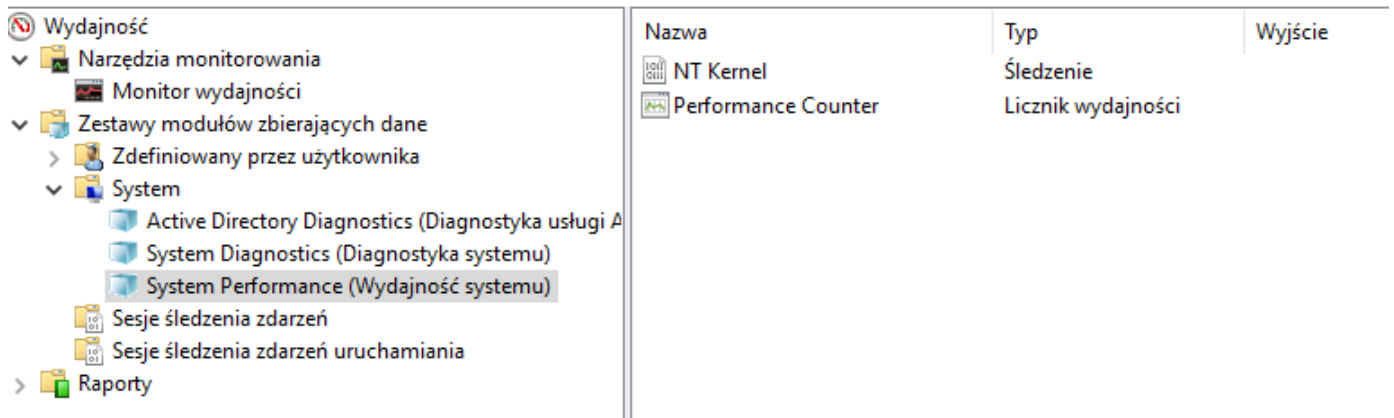 Wydajność
Narzędzia monitorowania
Monitor wydajności
Zestawy modułów zbierających dane
Zdefiniowany przez użytkownika
System
Active Directory Diagnostics (Diagnostyka usługi A
System Diagnostics (Diagnostyka systemu)
System Performance (Wydajność systemu)
Sesje śledzenia zdarzeń
Sesje śledzenia zdarzeń uruchamiania
Raporty
Nazwa Typ Wyjście
NT Kernel Śledzenie
Performance Counter Licznik wydajności